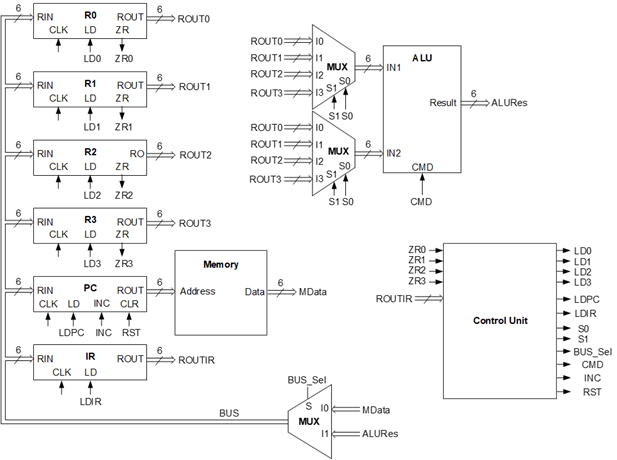 6 R0 6
RIN ROUT ROUT0
CLK LD ZR
LD0 ZR0
6 R1 6
RIN ROUT ROUT1
CLK LD ZR
LD1 ZR1
6 R2 6
RIN RO ROUT2
CLK LD ZR
LD2 ZR2
6 R3 6
RIN ROUT ROUT3
CLK LD ZR
LD3 ZR3
6 PC 6
RIN ROUT
CLK LD INC CLR
LDPC INC RST
Memory
Address Data 6 MData
6 IR 6
RIN ROUT ROUTIR
CLK LD
LDIR
BUS
ROUT0 I0
ROUT1 I1
ROUT2 I2
ROUT3 I3
MUX
S1 S0
S1 S0
6
ROUT0 I0
ROUT1 I1
ROUT2 I2
ROUT3 I3
MUX
S1 S0
S1 S0
6
ALU
IN1
IN2
Result 6 ALURes
CMD
CMD
ZR0
ZR1
ZR2
ZR3
ROUTIR
Control Unit
LD0
LD1
LD2
LD3
LDPC
LDIR
S0
S1
BUS_Sel
CMD
INC
RST
BUS_Sel
S I0 MData
MUX
I1 ALURes